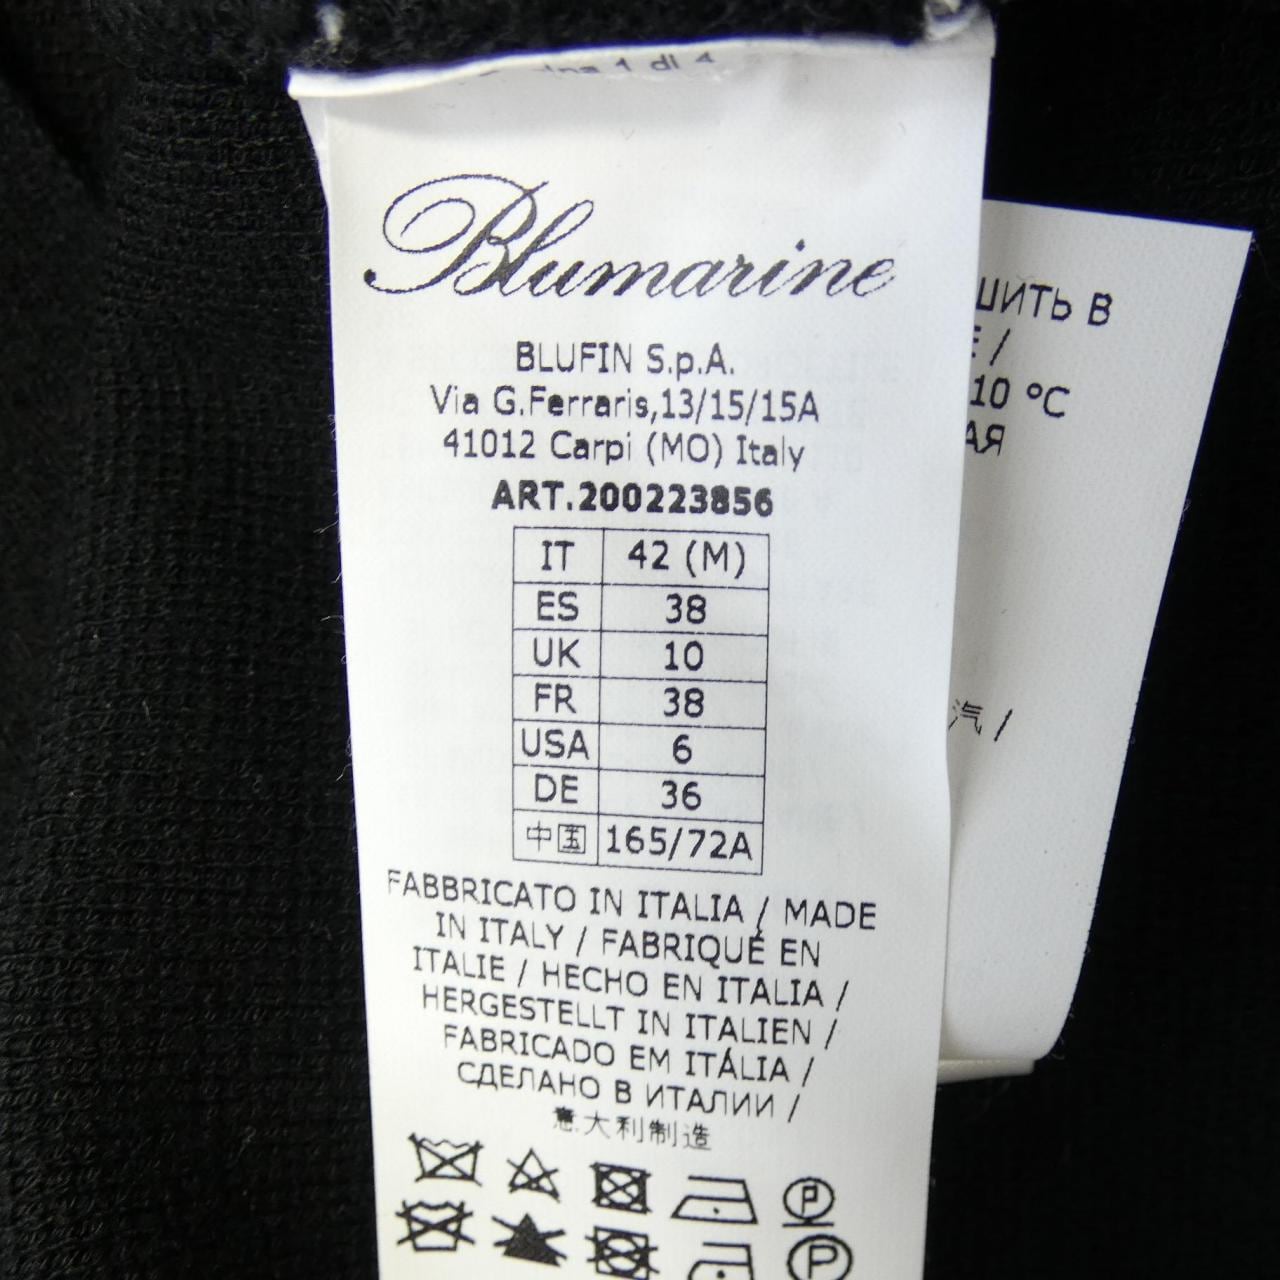 Blumarine
BLUFIN S.p.A.
Via G.Ferraris,13/15/15A
41012 Carpi (MO) Italy
ART.200223856
IT 42 (M)
ES 38
UK 10
FR 38
USA 6
DE 36
中国 165/72A
FABBRICATO IN ITALIA / MADE
IN ITALY / FABRIQUÉ EN
ITALIE / HECHO EN ITALIA /
HERGESTELLT IN ITALIEN /
FABRICADO EM ITÁLIA /
СДЕЛАНО В ИТАЛИИ /
意大利制造
P
P
ШИТЬ В
Е /
10 °C
АЯ
汽 /